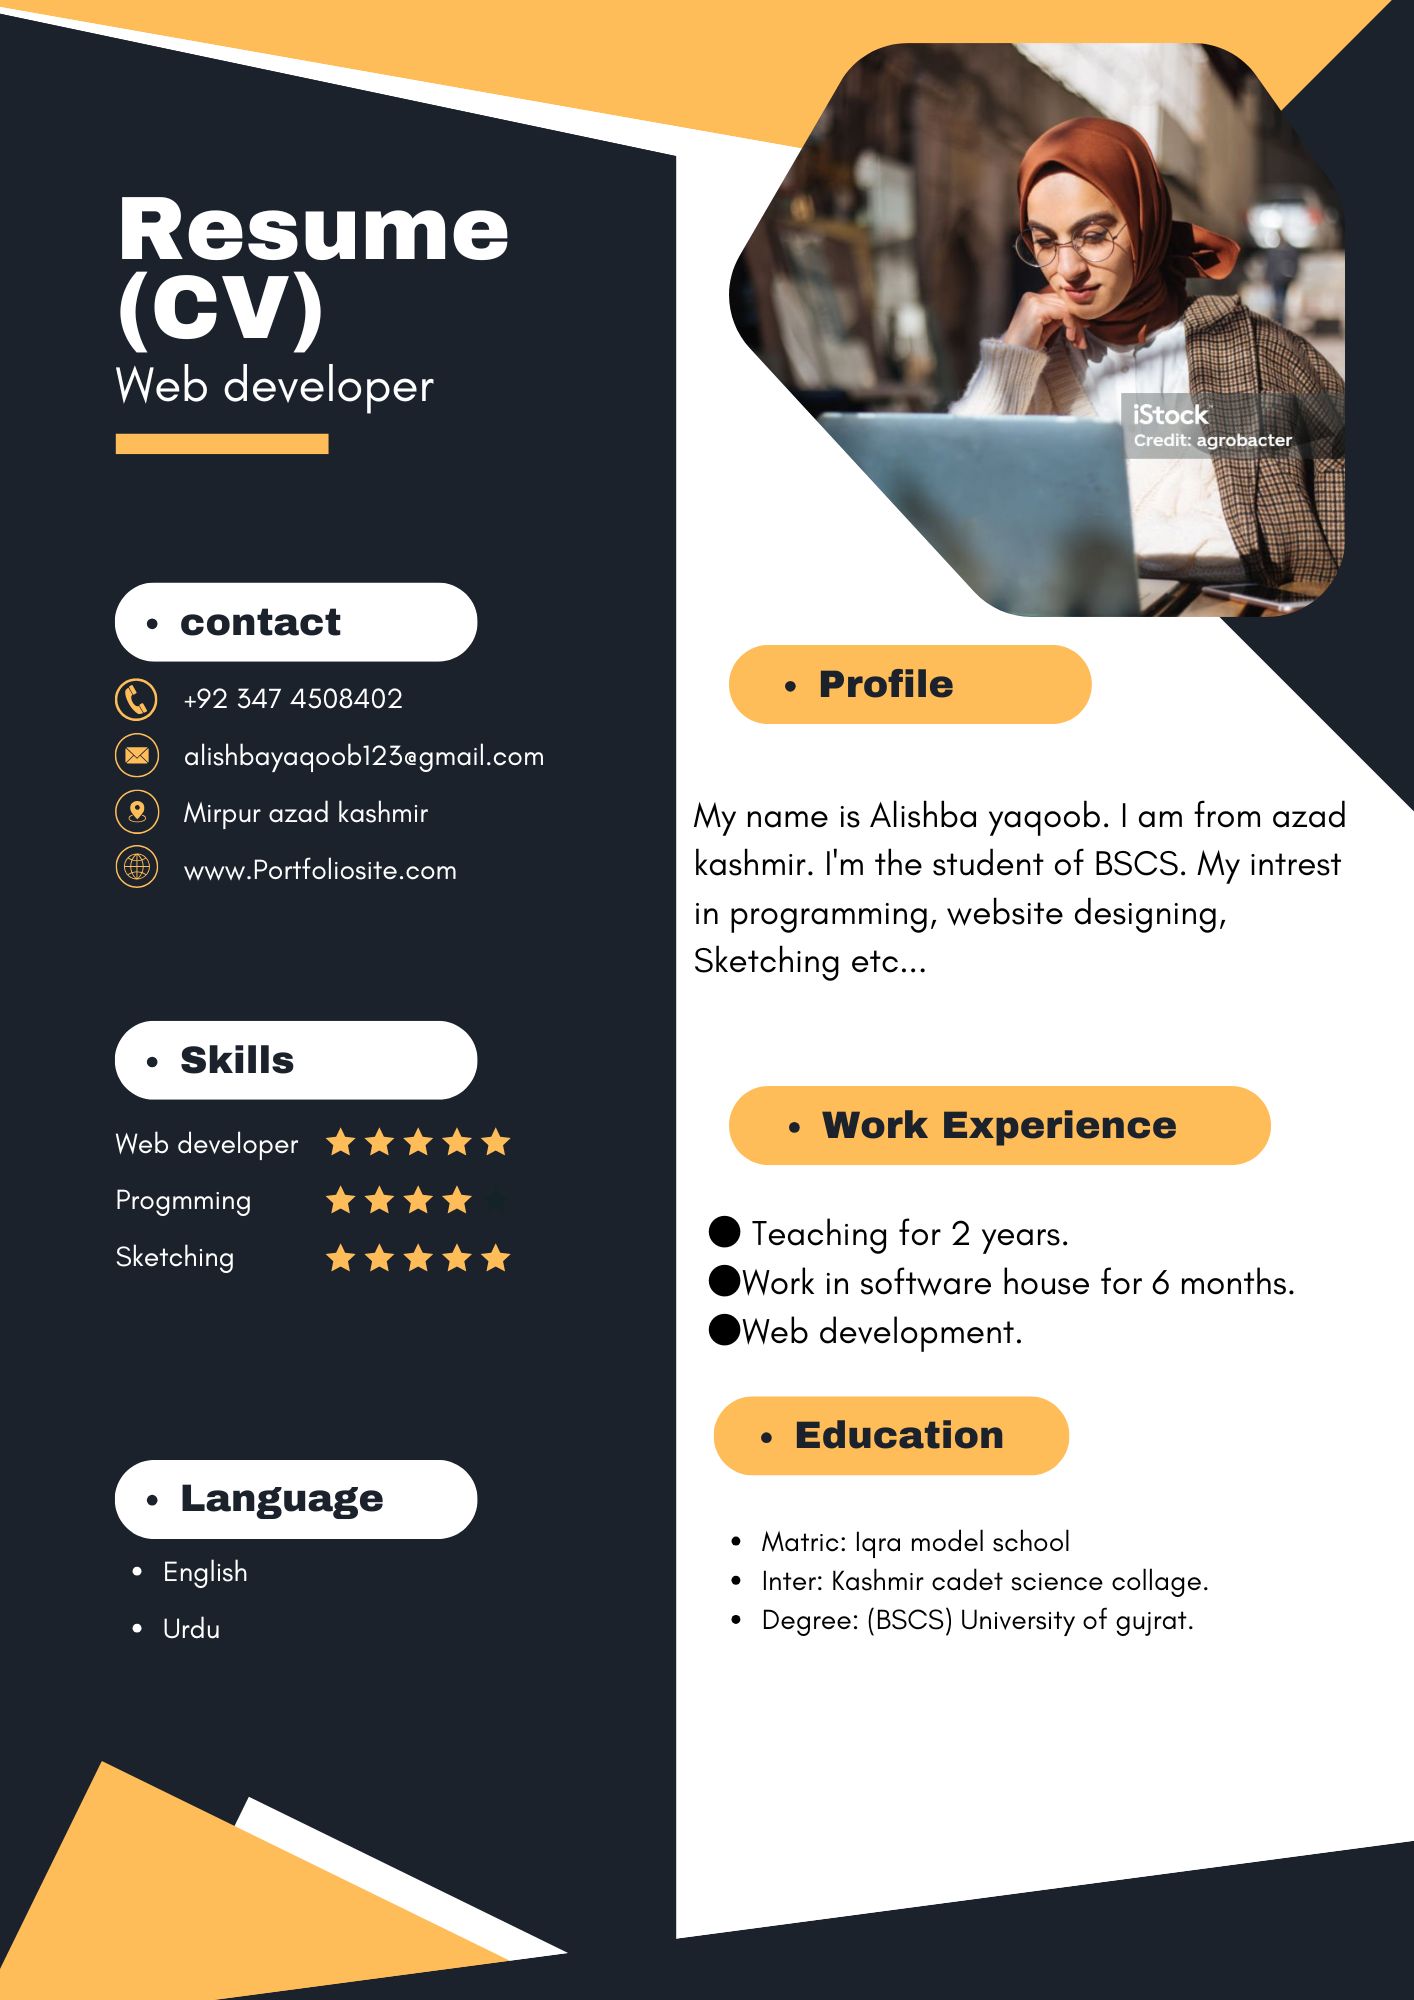 Resume
(CV)
Web developer
iStock
Credit: agrobacter
• contact
+92 347 4508402
alishbayaqoob123@gmail.com
Mirpur azad kashmir
www.Portfoliosite.com
• Skills
Web developer
Progmming
Sketching
• Language
• English
• Urdu
• Profile
My name is Alishba yaqoob. I am from azad
kashmir. I'm the student of BSCS. My intrest
in programming, website designing,
Sketching etc...
• Work Experience
● Teaching for 2 years.
●Work in software house for 6 months.
●Web development.
• Education
• Matric: Iqra model school
• Inter: Kashmir cadet science collage.
• Degree: (BSCS) University of gujrat.